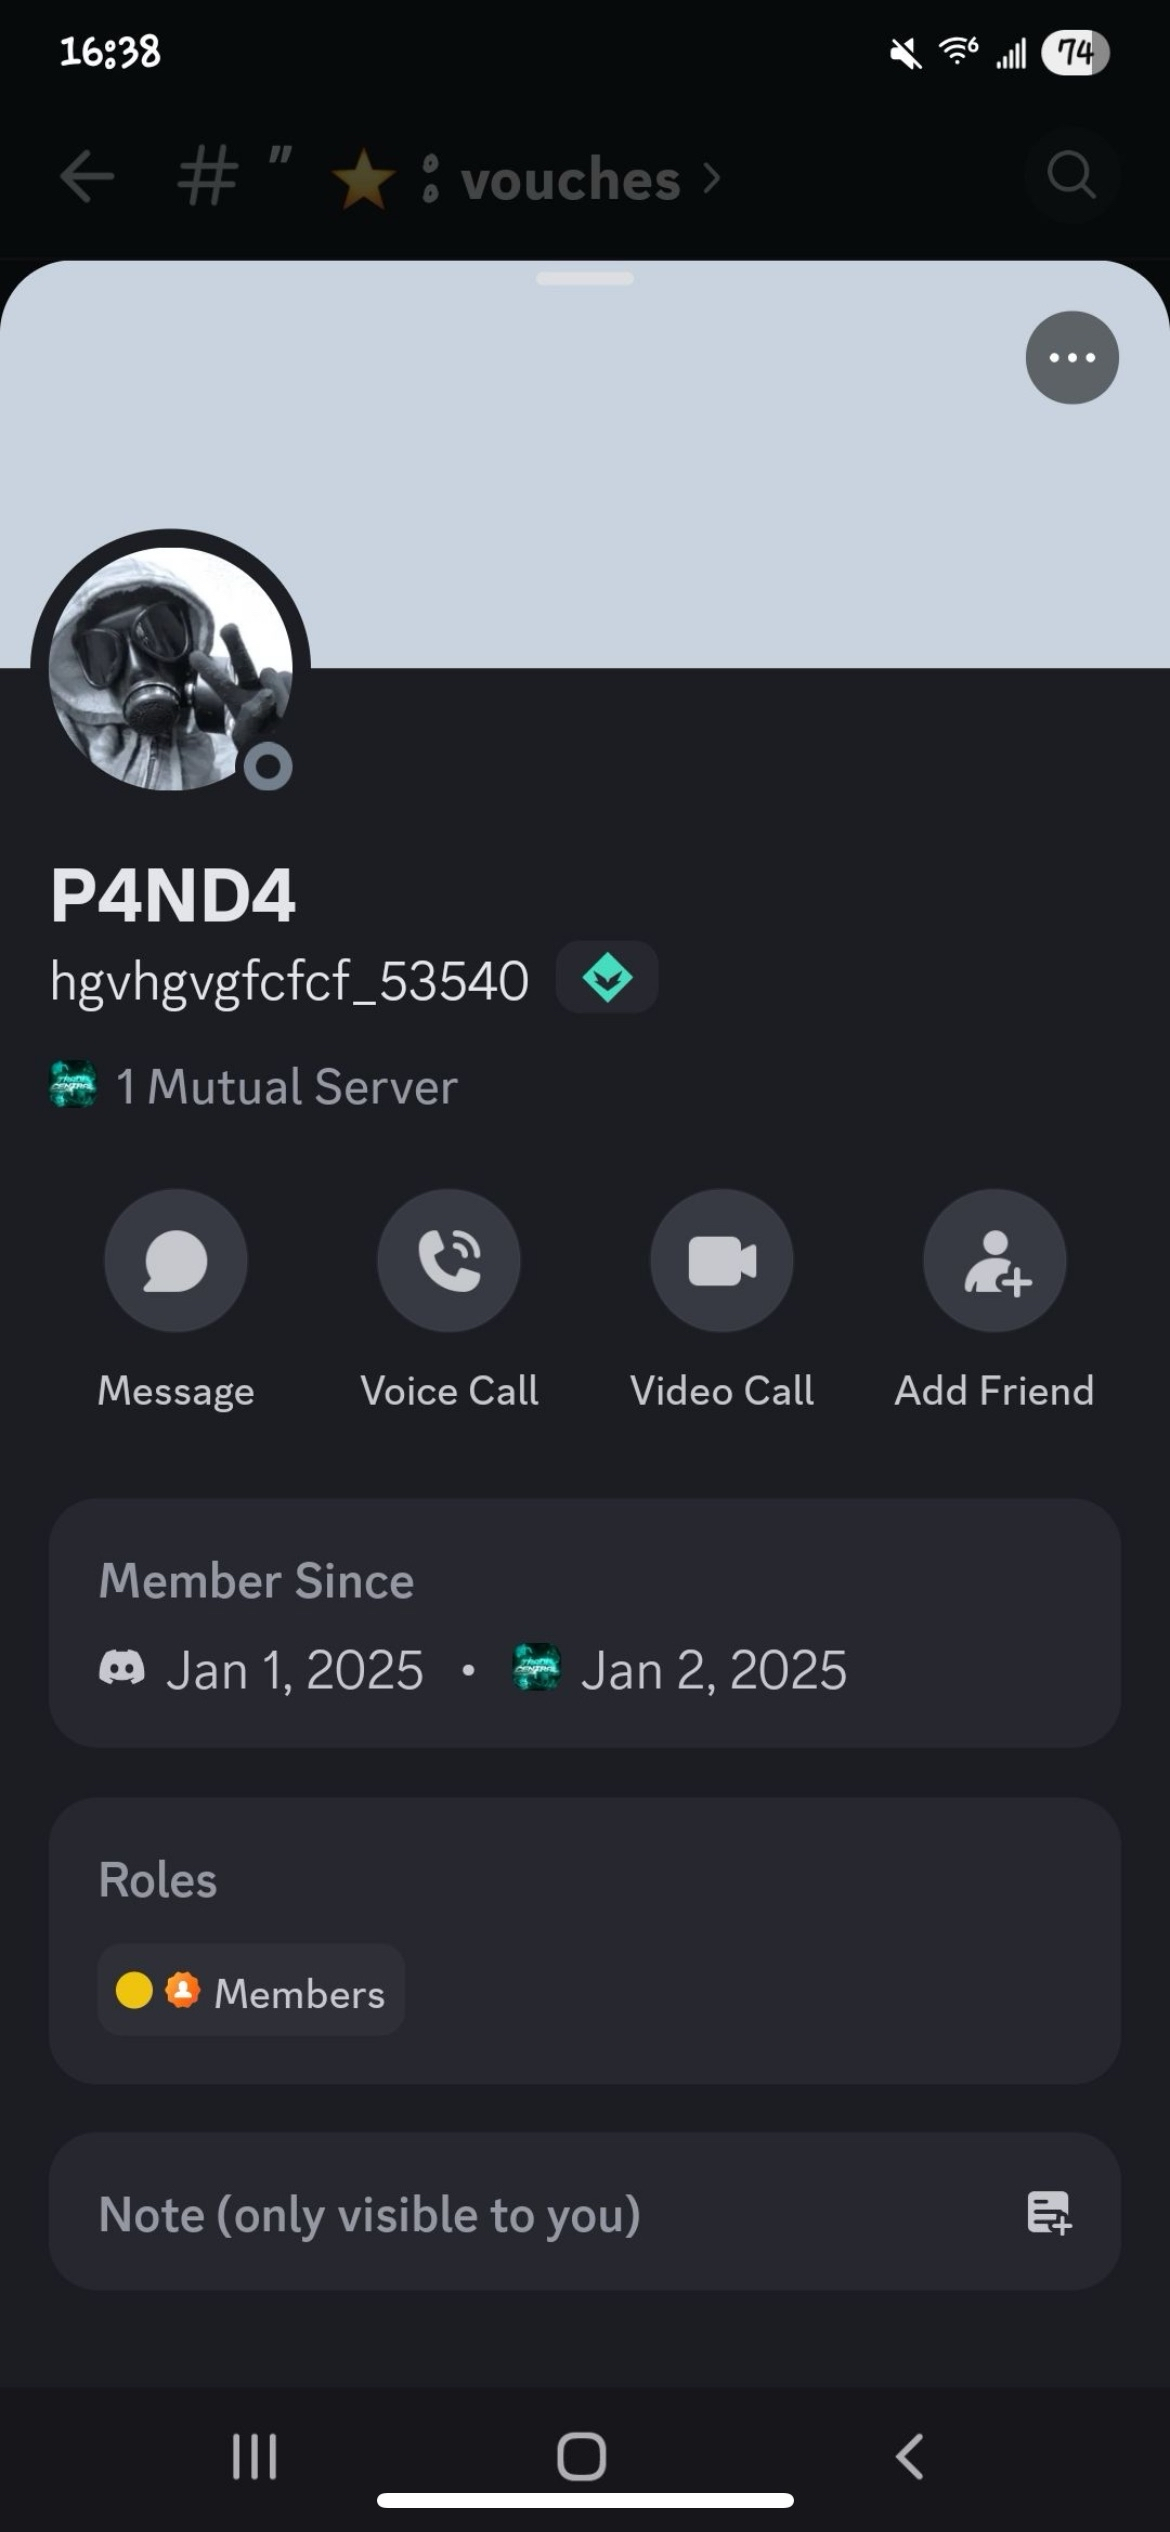 16:38
74
# " ⭐ : vouches >
P4ND4
hgvhgvgfcfcf_53540
1 Mutual Server
Message Voice Call Video Call Add Friend
Member Since
Jan 1, 2025 • Jan 2, 2025
Roles
Members
Note (only visible to you)